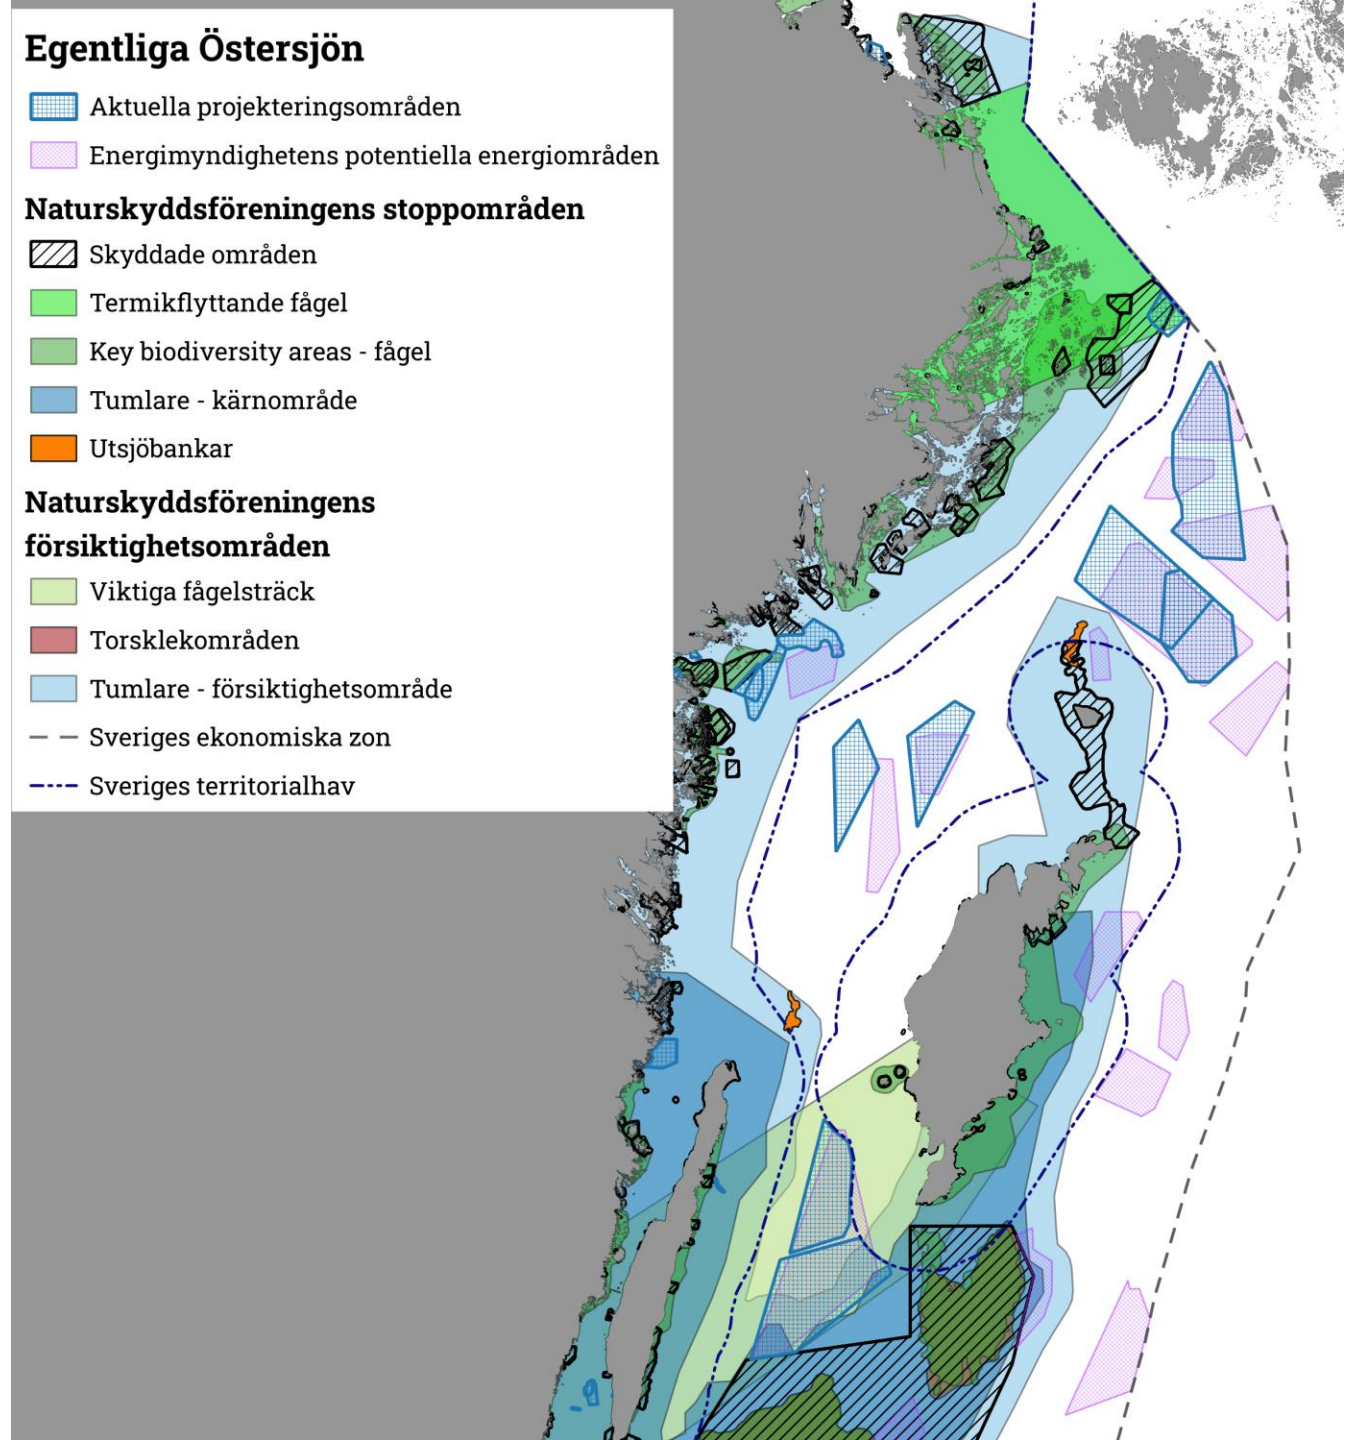 Egentliga Östersjön
Aktuella projekteringsområden
Energimyndighetens potentiella energiområden
Naturskyddsföreningens stoppområden
Skyddade områden
Termikflyttande fågel
Key biodiversity areas - fågel
Tumlare - kärnområde
Utsjöbankar
Naturskyddsföreningens
försiktighetsområden
Viktiga fågelsträck
Torsklekområden
Tumlare - försiktighetsområde
Sveriges ekonomiska zon
Sveriges territorialhav